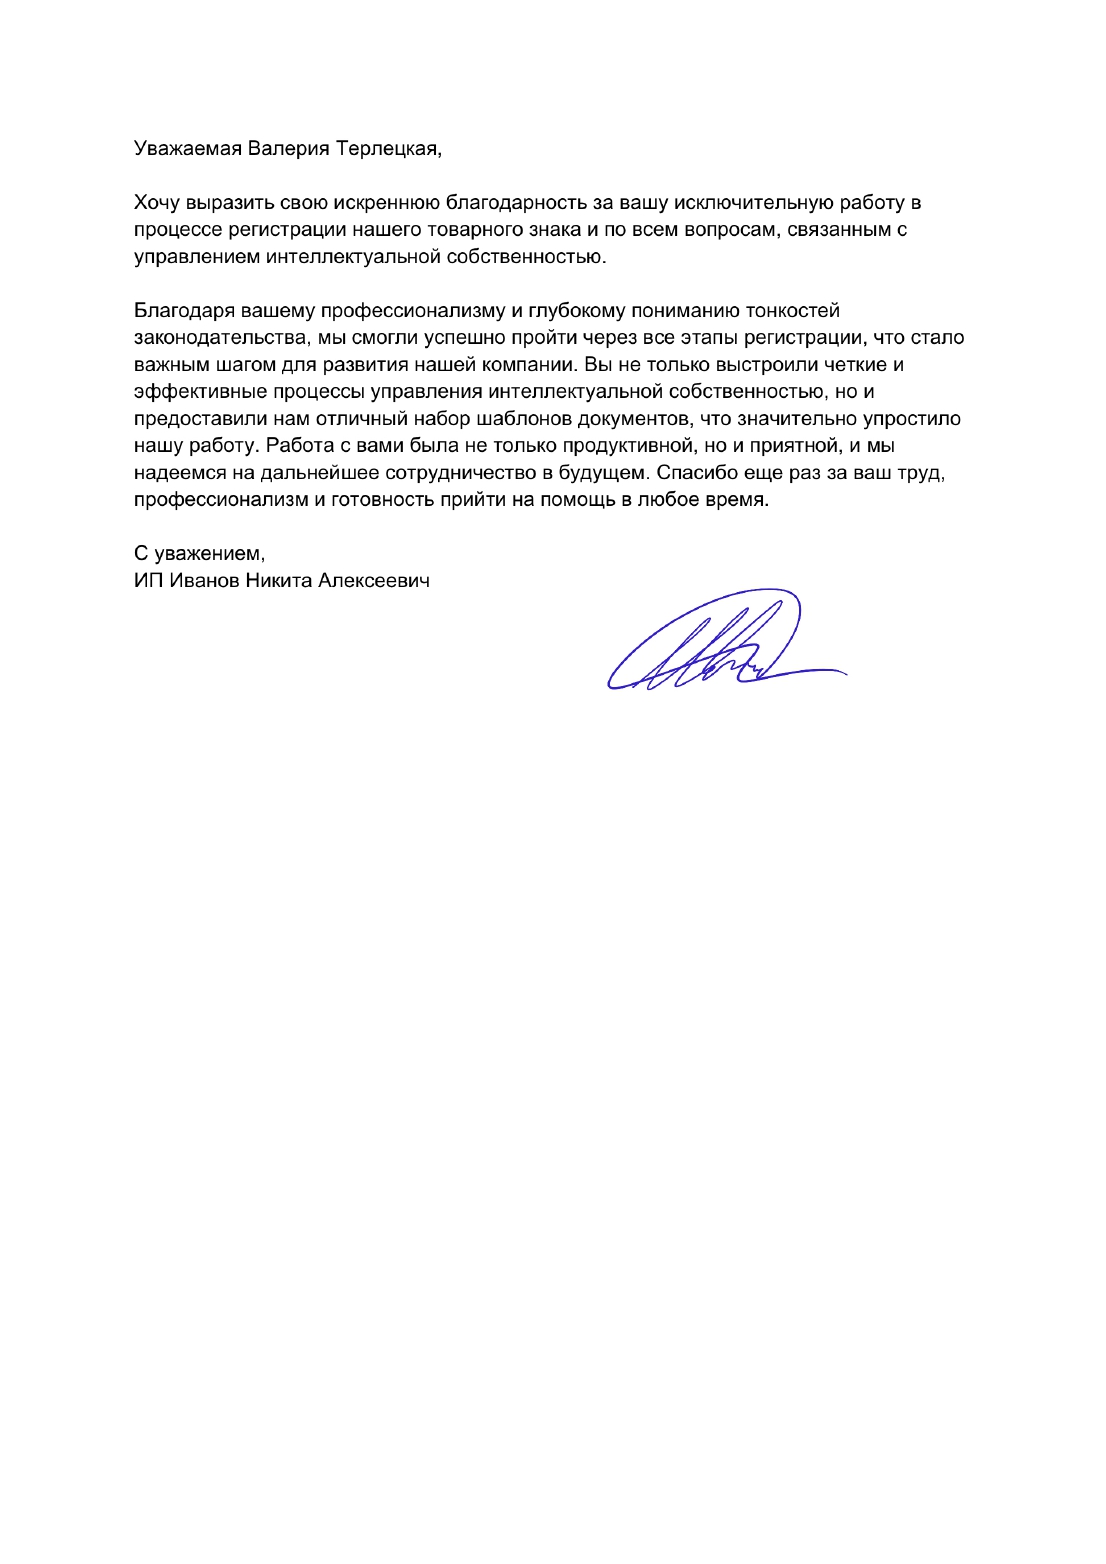 Уважаемая Валерия Терлецкая,
Хочу выразить свою искреннюю благодарность за вашу исключительную работу в
процессе регистрации нашего товарного знака и по всем вопросам, связанным с
управлением интеллектуальной собственностью.
Благодаря вашему профессионализму и глубокому пониманию тонкостей
законодательства, мы смогли успешно пройти через все этапы регистрации, что стало
важным шагом для развития нашей компании. Вы не только выстроили четкие и
эффективные процессы управления интеллектуальной собственностью, но и
предоставили нам отличный набор шаблонов документов, что значительно упростило
нашу работу. Работа с вами была не только продуктивной, но и приятной, и мы
надеемся на дальнейшее сотрудничество в будущем. Спасибо еще раз за ваш труд,
профессионализм и готовность прийти на помощь в любое время.
С уважением,
ИП Иванов Никита Алексеевич